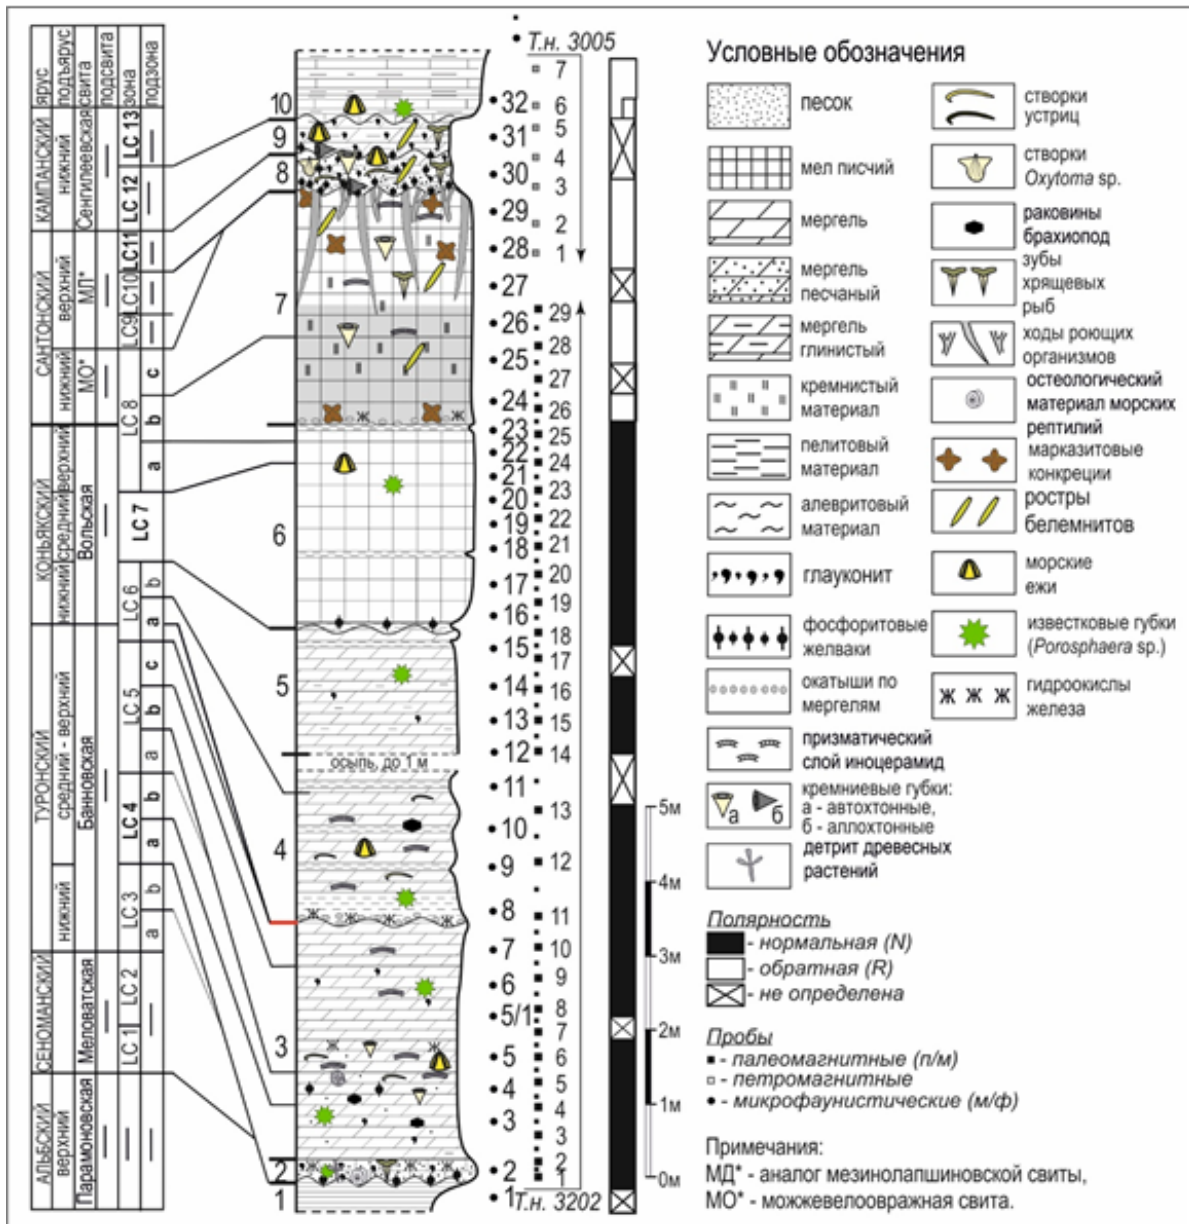 Т.н. 3005
Условные обозначения
ярус
подъярус
свита
подсвита
зона
подзона
КАМПАНСКИЙ
нижний
Сенгилеевская
LC 13
LC 12
САНТОНСКИЙ
верхний
МЛ*
LC11
LC10
LC9
нижний
МО*
LC 8
c
b
a
КОНЬЯКСКИЙ
верхний
средний
нижний
Вольская
LC 7
LC 6
b
a
ТУРОНСКИЙ
средний - верхний
Банновская
LC 5
c
b
a
LC 4
b
a
нижний
LC 3
b
a
СЕНОМАНСКИЙ
Меловатская
LC 2
LC 1
АЛЬБСКИЙ
верхний
Парамоновская
10
9
8
7
6
5
4
3
2
1
осыпь, до 1 м
32
31
30
29
28
27
26
25
24
23
22
21
20
19
18
17
16
15
14
13
12
11
10
9
8
7
6
5/1
5
4
3
2
1
7
6
5
4
3
2
1
29
28
27
26
25
24
23
22
21
20
19
18
17
16
15
14
13
12
11
10
9
8
7
6
5
4
3
2
1
Т.н. 3202
5м
4м
3м
2м
1м
0м
песок
мел писчий
мергель
мергель
песчаный
мергель
глинистый
кремнистый
материал
пелитовый
материал
алевритовый
материал
глауконит
фосфоритовые
желваки
окатыши по
мергелям
призматический
слой иноцерамид
а б
кремниевые губки:
а - автохтонные,
б - аллохтонные
детрит древесных
растений
створки
устриц
створки
Oxytoma sp.
раковины
брахиопод
зубы
хрящевых
рыб
ходы роющих
организмов
остеологический
материал морских
рептилий
марказитовые
конкреции
ростры
белемнитов
морские
ежи
известковые губки
(Porosphaera sp.)
гидроокислы
железа
Полярность
- нормальная (N)
- обратная (R)
- не определена
Пробы
- палеомагнитные (п/м)
- петромагнитные
- микрофаунистические (м/ф)
Примечания:
МД* - аналог мезинолапшиновской свиты,
МО* - можжевелоовражная свита.